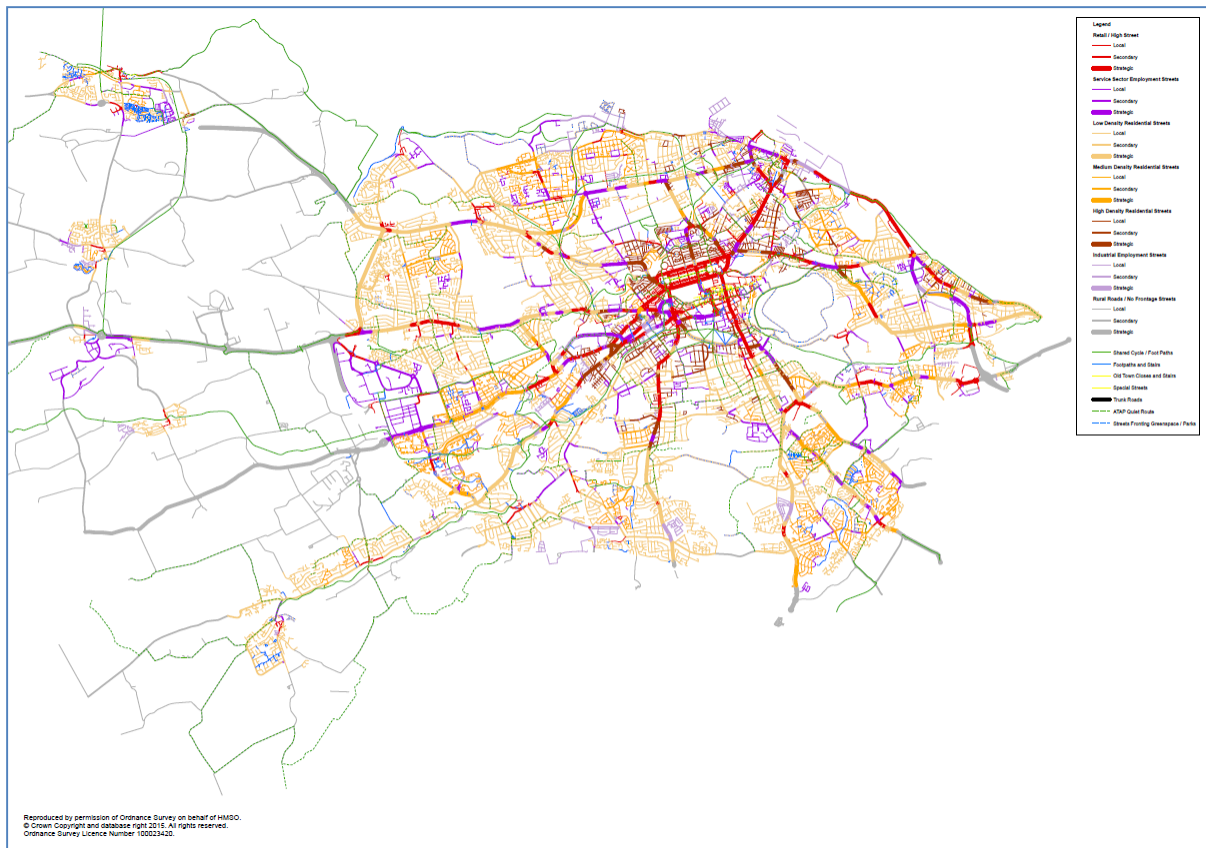 Legend
Retail / High Street
Local
Secondary
Strategic
Service Sector Employment Streets
Local
Secondary
Strategic
Low Density Residential Streets
Local
Secondary
Strategic
Medium Density Residential Streets
Local
Secondary
Strategic
High Density Residential Streets
Local
Secondary
Strategic
Industrial Employment Streets
Local
Secondary
Strategic
Rural Roads / No Frontage Streets
Local
Secondary
Strategic
Shared Cycle / Foot Paths
Footpaths and Stairs
Old Town Closes and Stairs
Special Streets
Trunk Roads
ATAP Quiet Route
Streets Fronting Greenspace / Parks
Reproduced by permission of Ordnance Survey on behalf of HMSO.
© Crown Copyright and database right 2015. All rights reserved.
Ordnance Survey Licence Number 100023420.